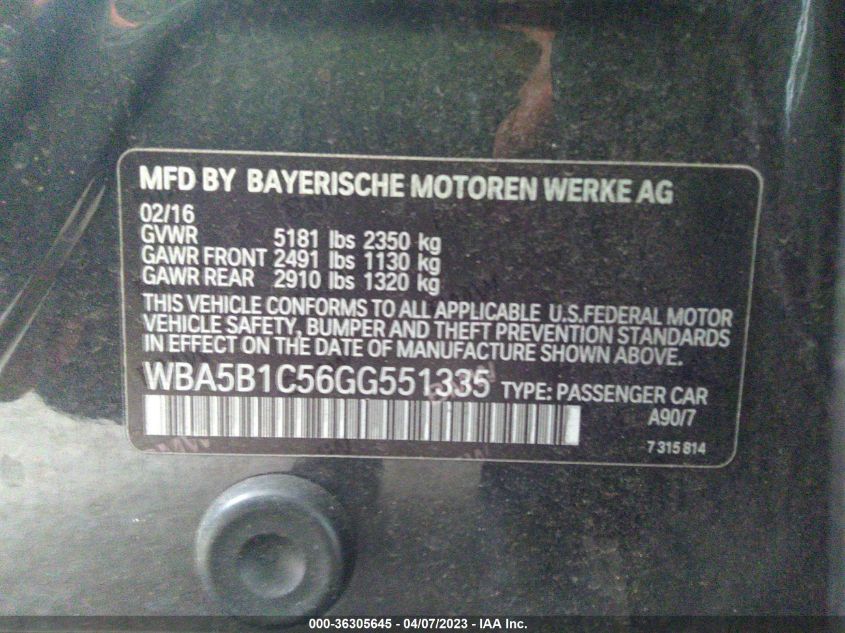 MFD BY BAYERISCHE MOTOREN WERKE AG
02/16
GVWR 5181 lbs 2350 kg
GAWR FRONT 2491 lbs 1130 kg
GAWR REAR 2910 lbs 1320 kg
THIS VEHICLE CONFORMS TO ALL APPLICABLE U.S.FEDERAL MOTOR
VEHICLE SAFETY, BUMPER AND THEFT PREVENTION STANDARDS
IN EFFECT ON THE DATE OF MANUFACTURE SHOWN ABOVE.
WBA5B1C56GG551335 TYPE: PASSENGER CAR
A90/7
7 315 814
000-36305645 - 04/07/2023 - IAA Inc.